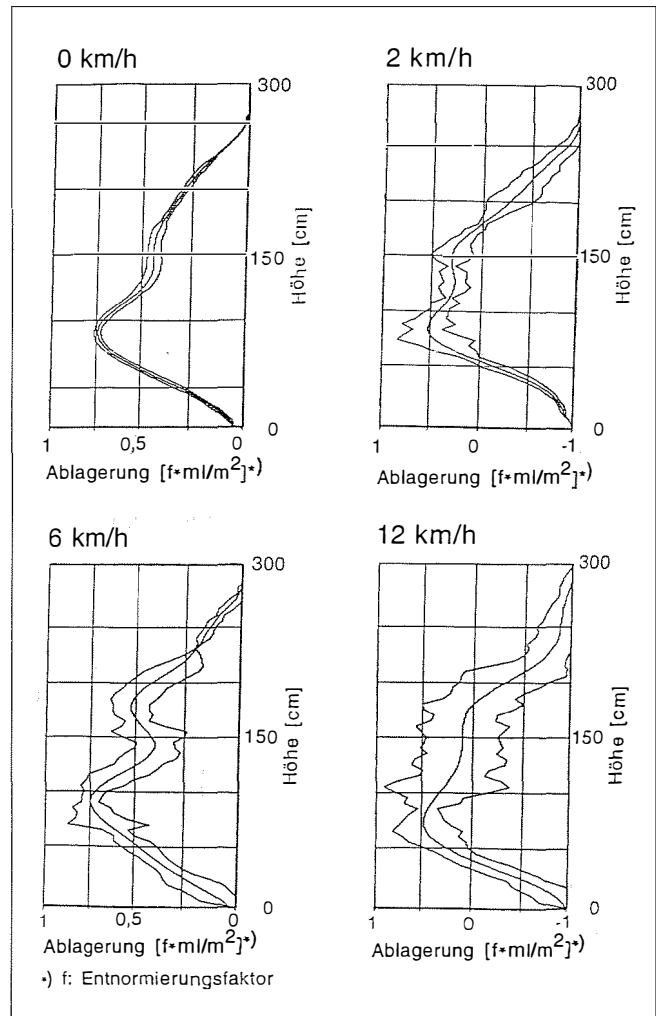 0 km/h
300
150
Höhe [cm]
0
1 0,5 0
Ablagerung [f*ml/m²]*)
2 km/h
300
150
Höhe [cm]
0
1 0 -1
Ablagerung [f*ml/m²]*)
6 km/h
300
150
Höhe [cm]
0
1 0,5 0
Ablagerung [f*ml/m²]*)
12 km/h
300
150
Höhe [cm]
0
1 0 -1
Ablagerung [f*ml/m²]*)
*) f: Entnormierungsfaktor